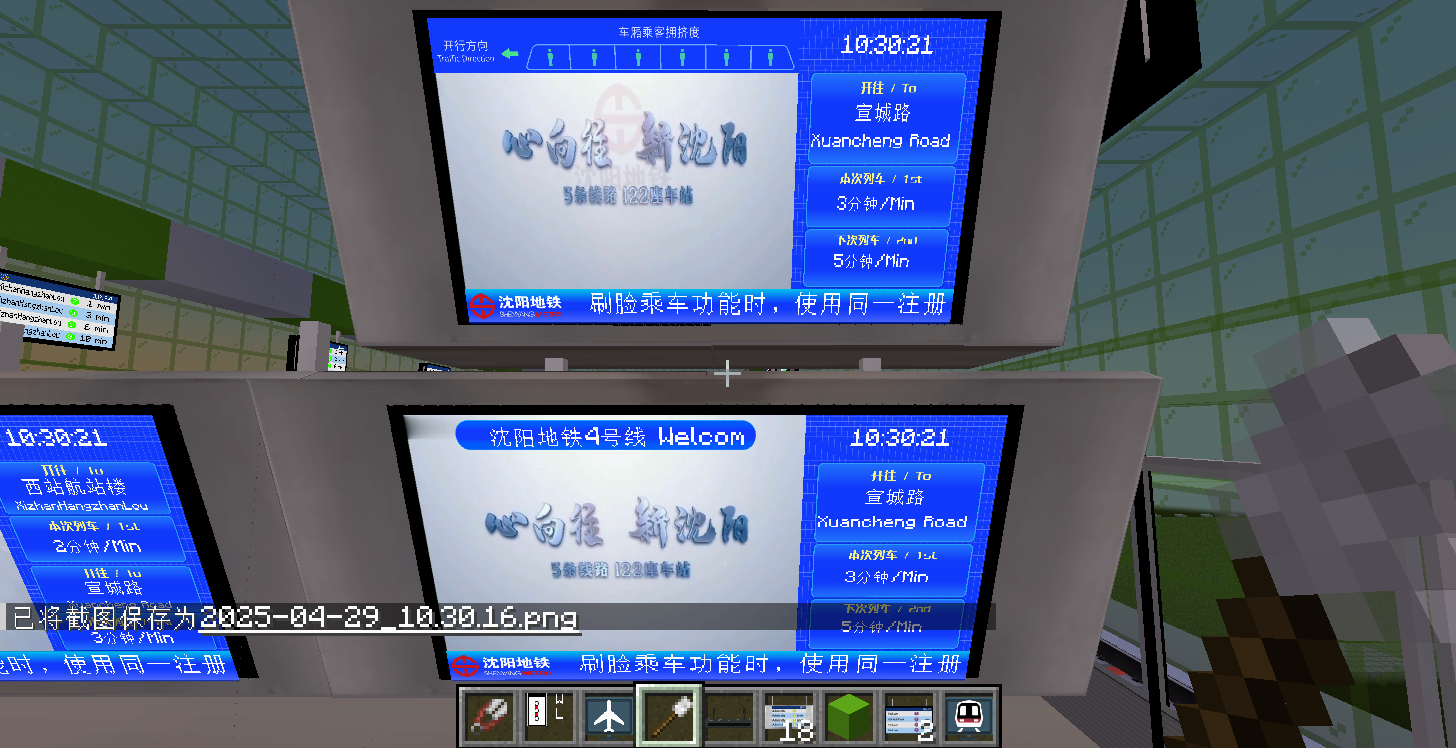 车厢乘客拥挤度
开行方向
Traffic Direction
10:30:21
开往 / To
宣城路
Xuancheng Road
本次列车 / 1st
3分钟/Min
下次列车 / 2nd
5分钟/Min
心向往 新沈阳
5条线路 122座车站
沈阳地铁
刷脸乘车功能时，使用同一注册
1 min
3 min
6 min
10 min
10:30:21
开往 / To
西站航站楼
XizhanHangzhanLou
本次列车 / 1st
2分钟/Min
开往 / To
宣城路
3分钟/Min
能时，使用同一注册
沈阳地铁4号线 Welcom
心向往 新沈阳
5条线路 122座车站
10:30:21
开往 / To
宣城路
Xuancheng Road
本次列车 / 1st
3分钟/Min
下次列车 / 2nd
5分钟/Min
沈阳地铁
刷脸乘车功能时，使用同一注册
已将截图保存为2025-04-29_10.30.16.png
18
2